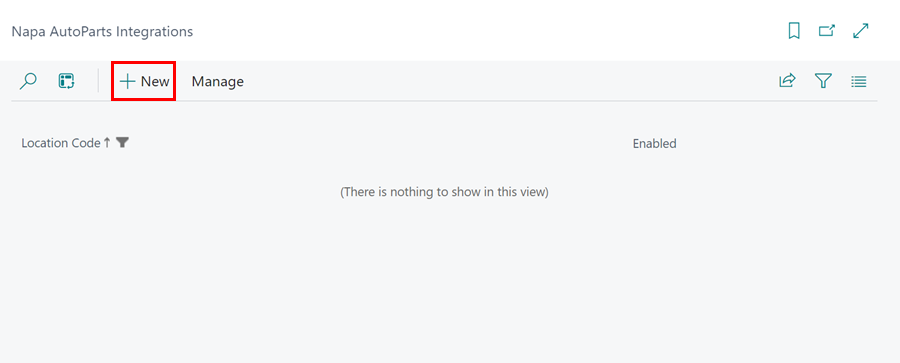 Napa AutoParts Integrations
New Manage
Location Code Enabled
(There is nothing to show in this view)